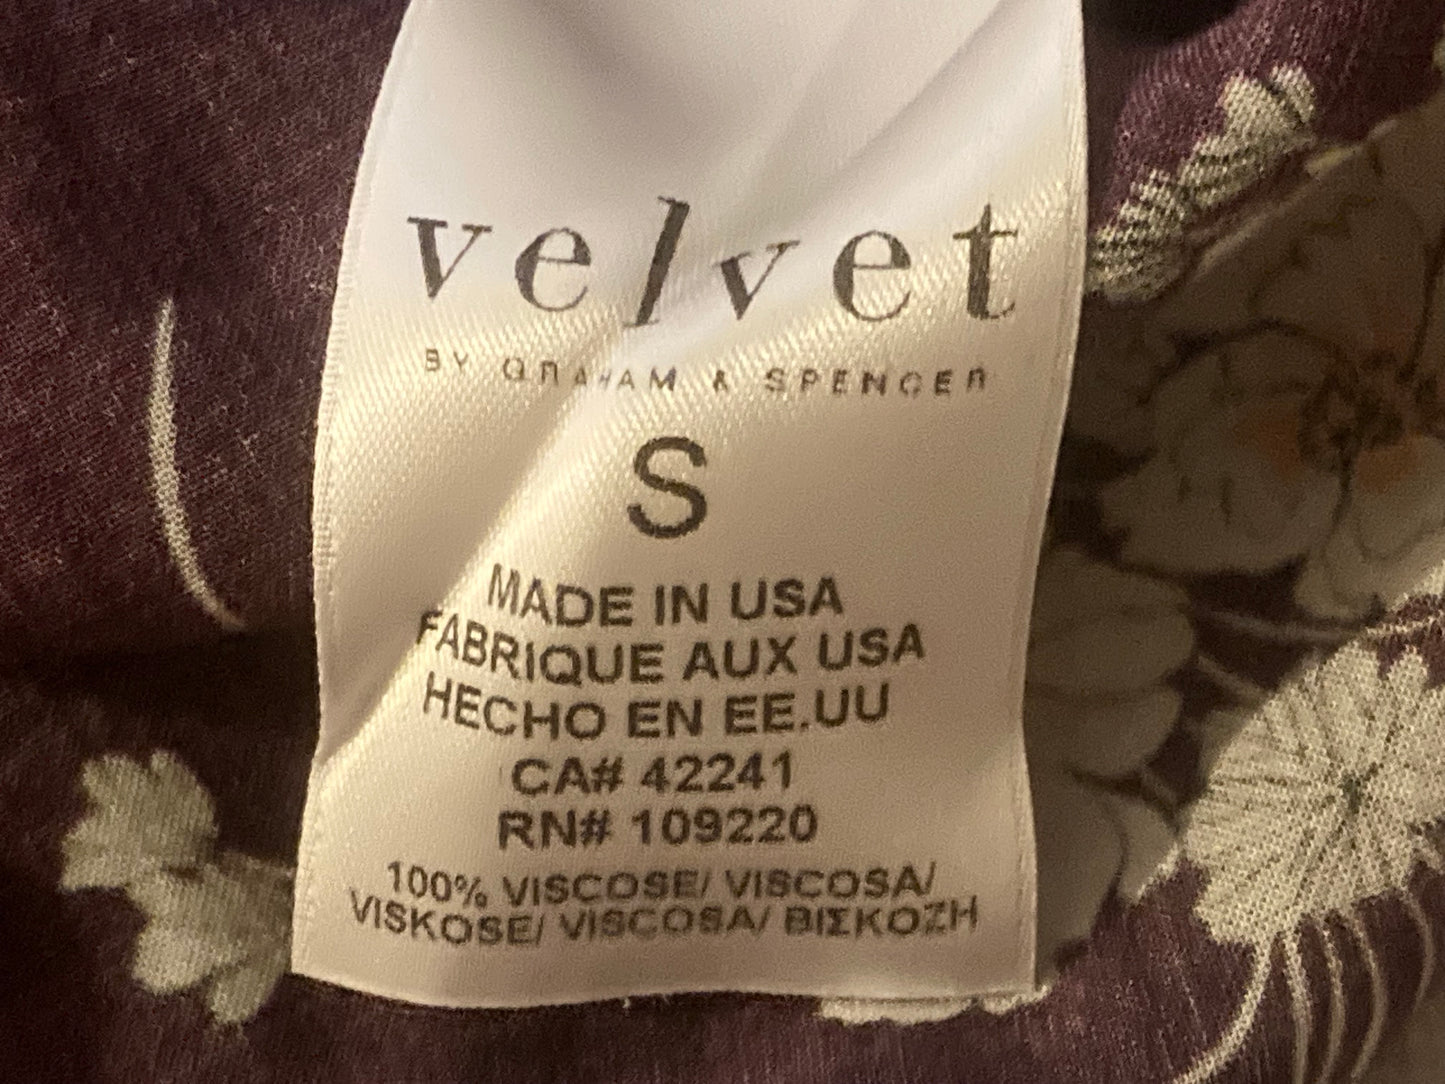 velvet
BY GRAHAM & SPENCER
S
MADE IN USA
FABRIQUE AUX USA
HECHO EN EE.UU
CA# 42241
RN# 109220
100% VISCOSE/ VISCOSA/
VISKOSE/ VISCOSA/ ΒΙΣΚΟΖΗ